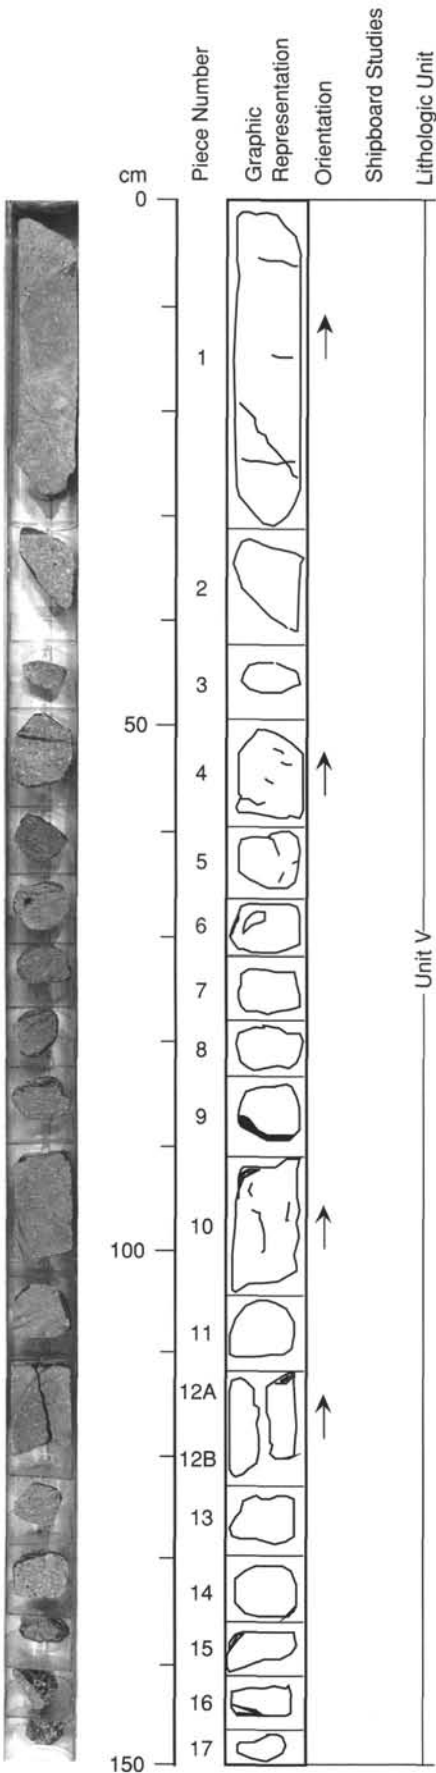 cm
Piece Number
Graphic
Representation
Orientation
Shipboard Studies
Lithologic Unit
0
1
2
3
50
4
5
6
Unit V
7
8
9
10
100
11
12A
12B
13
14
15
16
17
150